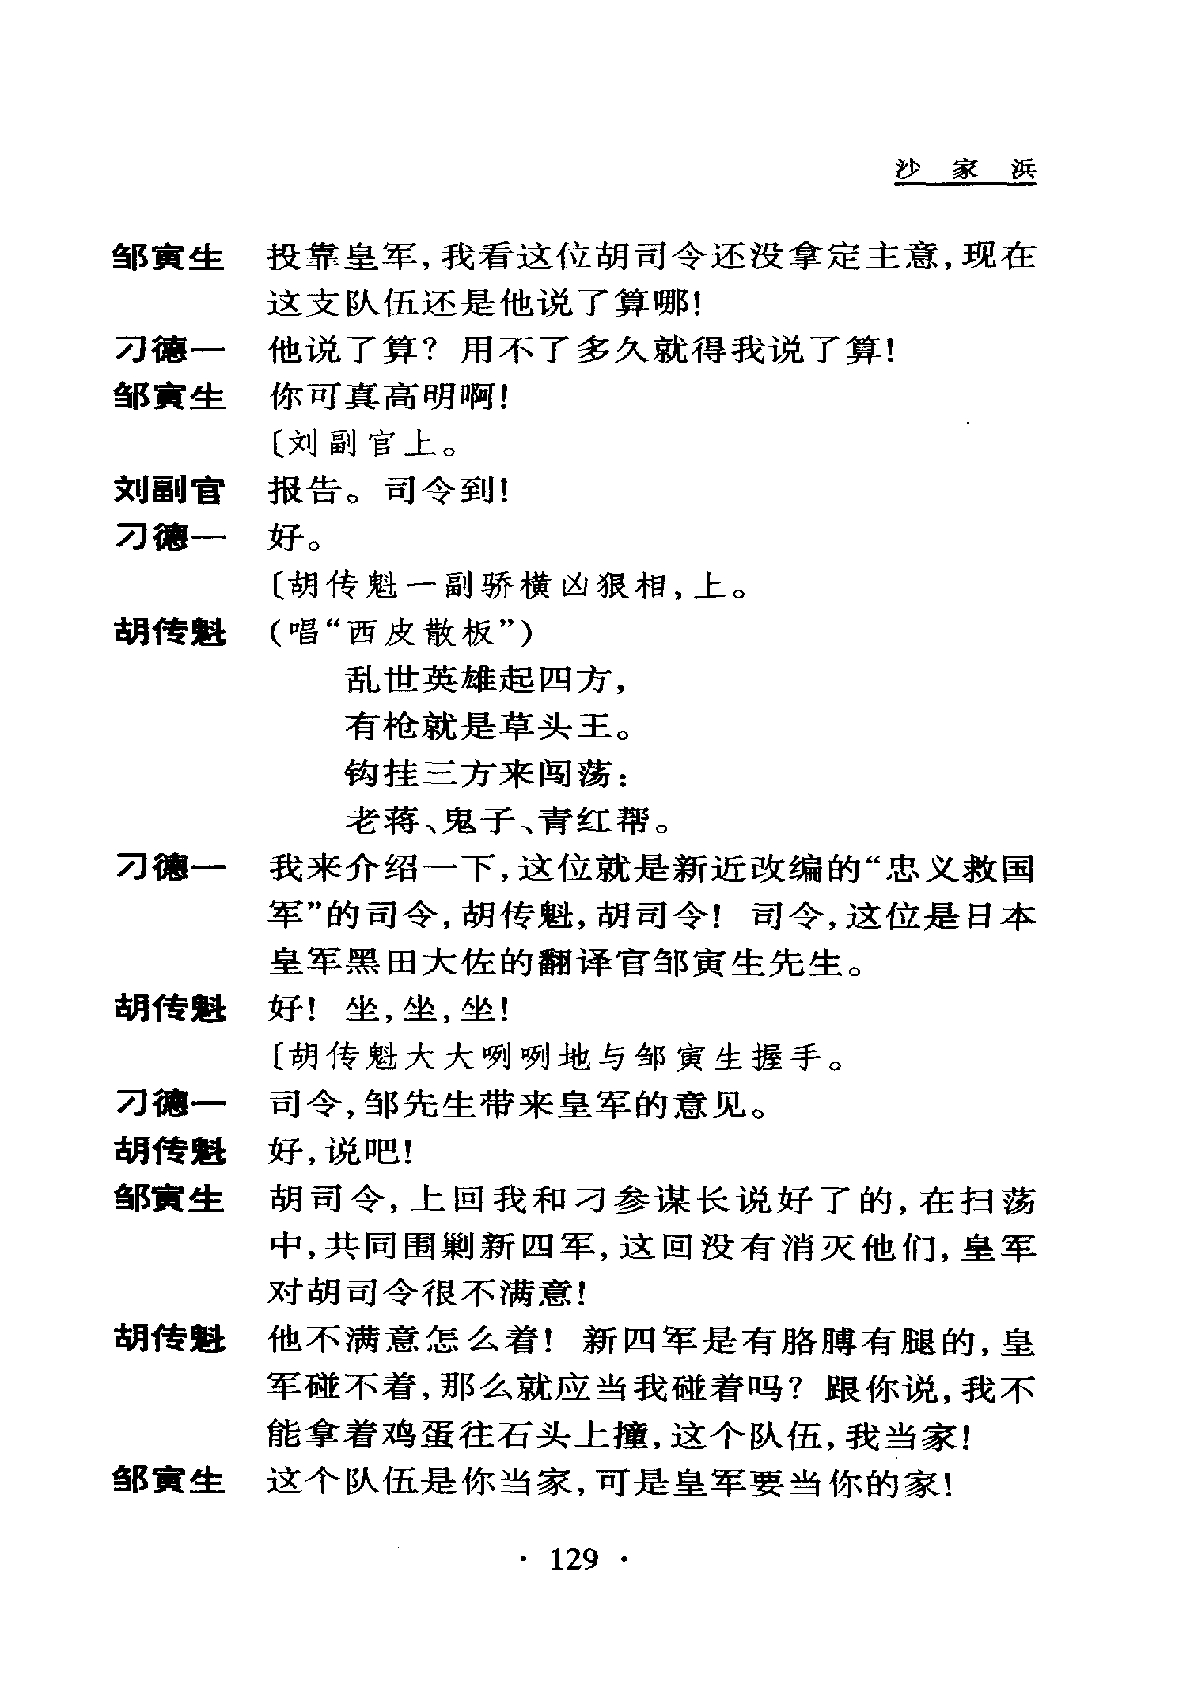 沙 家 浜
邹寅生 投靠皇军,我看这位胡司令还没拿定主意,现在
这支队伍还是他说了算哪!
刁德一 他说了算? 用不了多久就得我说了算!
邹寅生 你可真高明啊!
〔刘副官上。
刘副官 报告。司令到!
刁德一 好。
〔胡传魁一副骄横凶狠相,上。
胡传魁 (唱“西皮散板”)
乱世英雄起四方,
有枪就是草头王。
钩挂三方来闯荡:
老蒋、鬼子、青红帮。
刁德一 我来介绍一下,这位就是新近改编的“忠义救国
军”的司令,胡传魁,胡司令! 司令,这位是日本
皇军黑田大佐的翻译官邹寅生先生。
胡传魁 好! 坐,坐,坐!
〔胡传魁大大咧咧地与邹寅生握手。
刁德一 司令,邹先生带来皇军的意见。
胡传魁 好,说吧!
邹寅生 胡司令,上回我和刁参谋长说好了的,在扫荡
中,共同围剿新四军,这回没有消灭他们,皇军
对胡司令很不满意!
胡传魁 他不满意怎么着! 新四军是有胳膊有腿的,皇
军碰不着,那么就应当我碰着吗? 跟你说,我不
能拿着鸡蛋往石头上撞,这个队伍,我当家!
邹寅生 这个队伍是你当家,可是皇军要当你的家!
· 129 ·